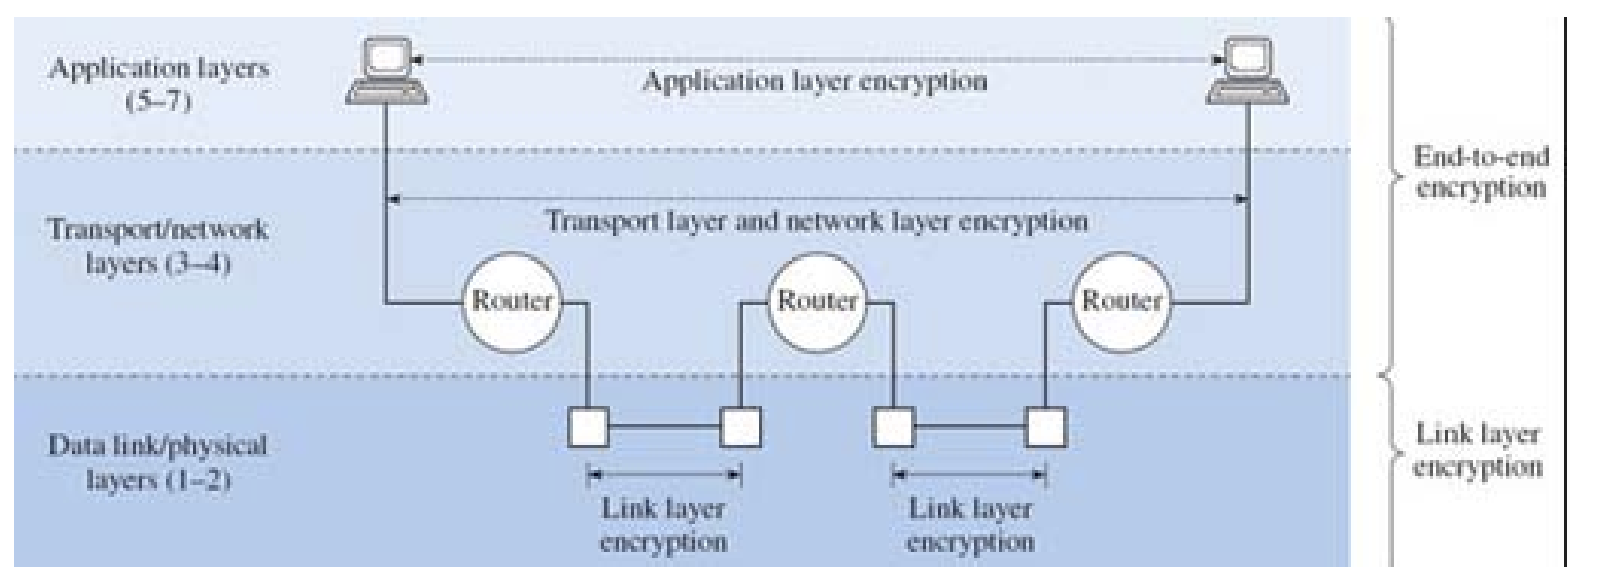 Application layers
(5–7)
Application layer encryption
End-to-end
encryption
Transport/network
layers (3–4)
Transport layer and network layer encryption
Router
Router
Router
Data link/physical
layers (1–2)
Link layer
encryption
Link layer
encryption
Link layer
encryption